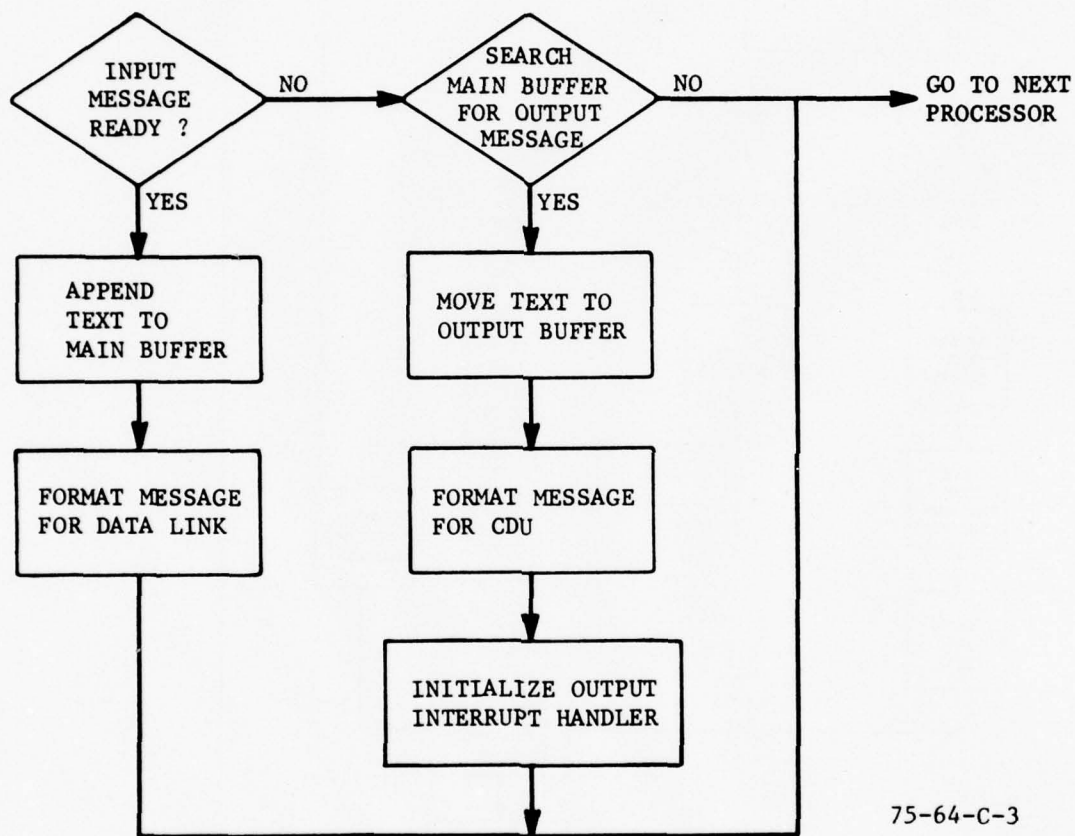 INPUT
MESSAGE
READY ?
NO
SEARCH
MAIN BUFFER
FOR OUTPUT
MESSAGE
NO
GO TO NEXT
PROCESSOR
YES
YES
APPEND
TEXT TO
MAIN BUFFER
MOVE TEXT TO
OUTPUT BUFFER
FORMAT MESSAGE
FOR DATA LINK
FORMAT MESSAGE
FOR CDU
INITIALIZE OUTPUT
INTERRUPT HANDLER
75-64-C-3